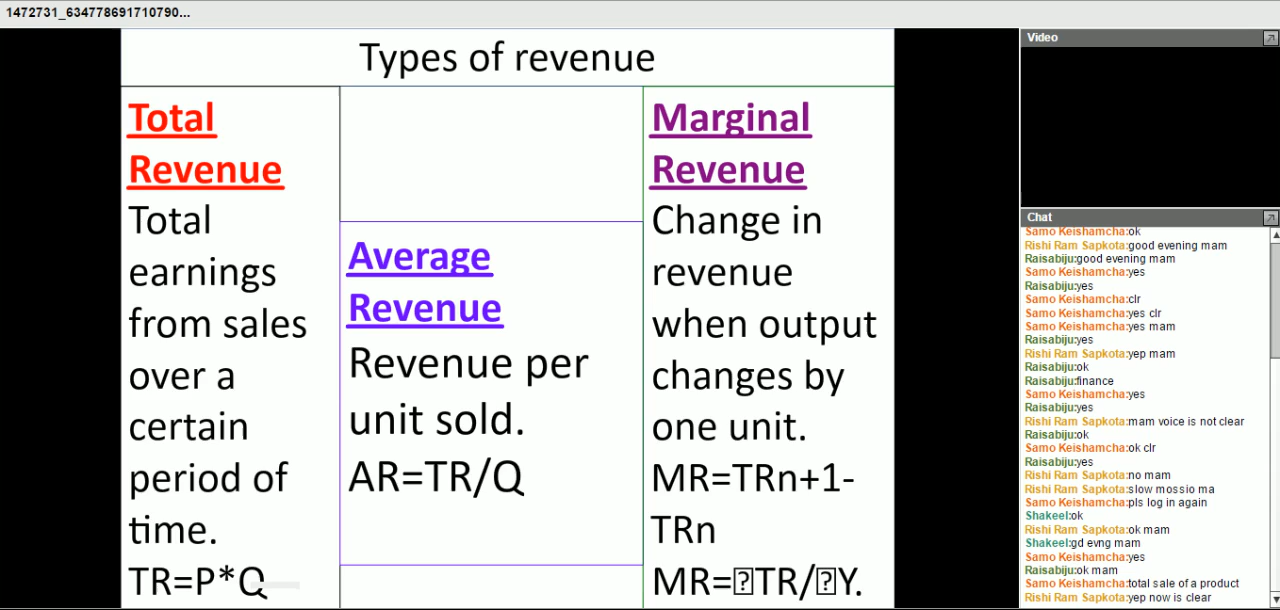 1472731_634778691710790...
Types of revenue
Total
Revenue
Total
earnings
from sales
over a
certain
period of
time.
TR=P*Q
Average
Revenue
Revenue per
unit sold.
AR=TR/Q
Marginal
Revenue
Change in
revenue
when output
changes by
one unit.
MR=TRn+1-
TRn
MR=⍰TR/⍰Y.
Video
Chat
Samo Keishamcha:ok
Rishi Ram Sapkota:good evening mam
Raisabiju:good evening mam
Samo Keishamcha:yes
Raisabiju:yes
Samo Keishamcha:clr
Samo Keishamcha:yes clr
Samo Keishamcha:yes mam
Raisabiju:yes
Rishi Ram Sapkota:yep mam
Raisabiju:ok
Raisabiju:finance
Samo Keishamcha:yes
Raisabiju:yes
Rishi Ram Sapkota:mam voice is not clear
Raisabiju:ok
Samo Keishamcha:ok clr
Raisabiju:yes
Rishi Ram Sapkota:no mam
Rishi Ram Sapkota:slow mossio ma
Samo Keishamcha:pls log in again
Shakeel:ok
Rishi Ram Sapkota:ok mam
Shakeel:gd evng mam
Samo Keishamcha:yes
Raisabiju:ok mam
Samo Keishamcha:total sale of a product
Rishi Ram Sapkota:yep now is clear